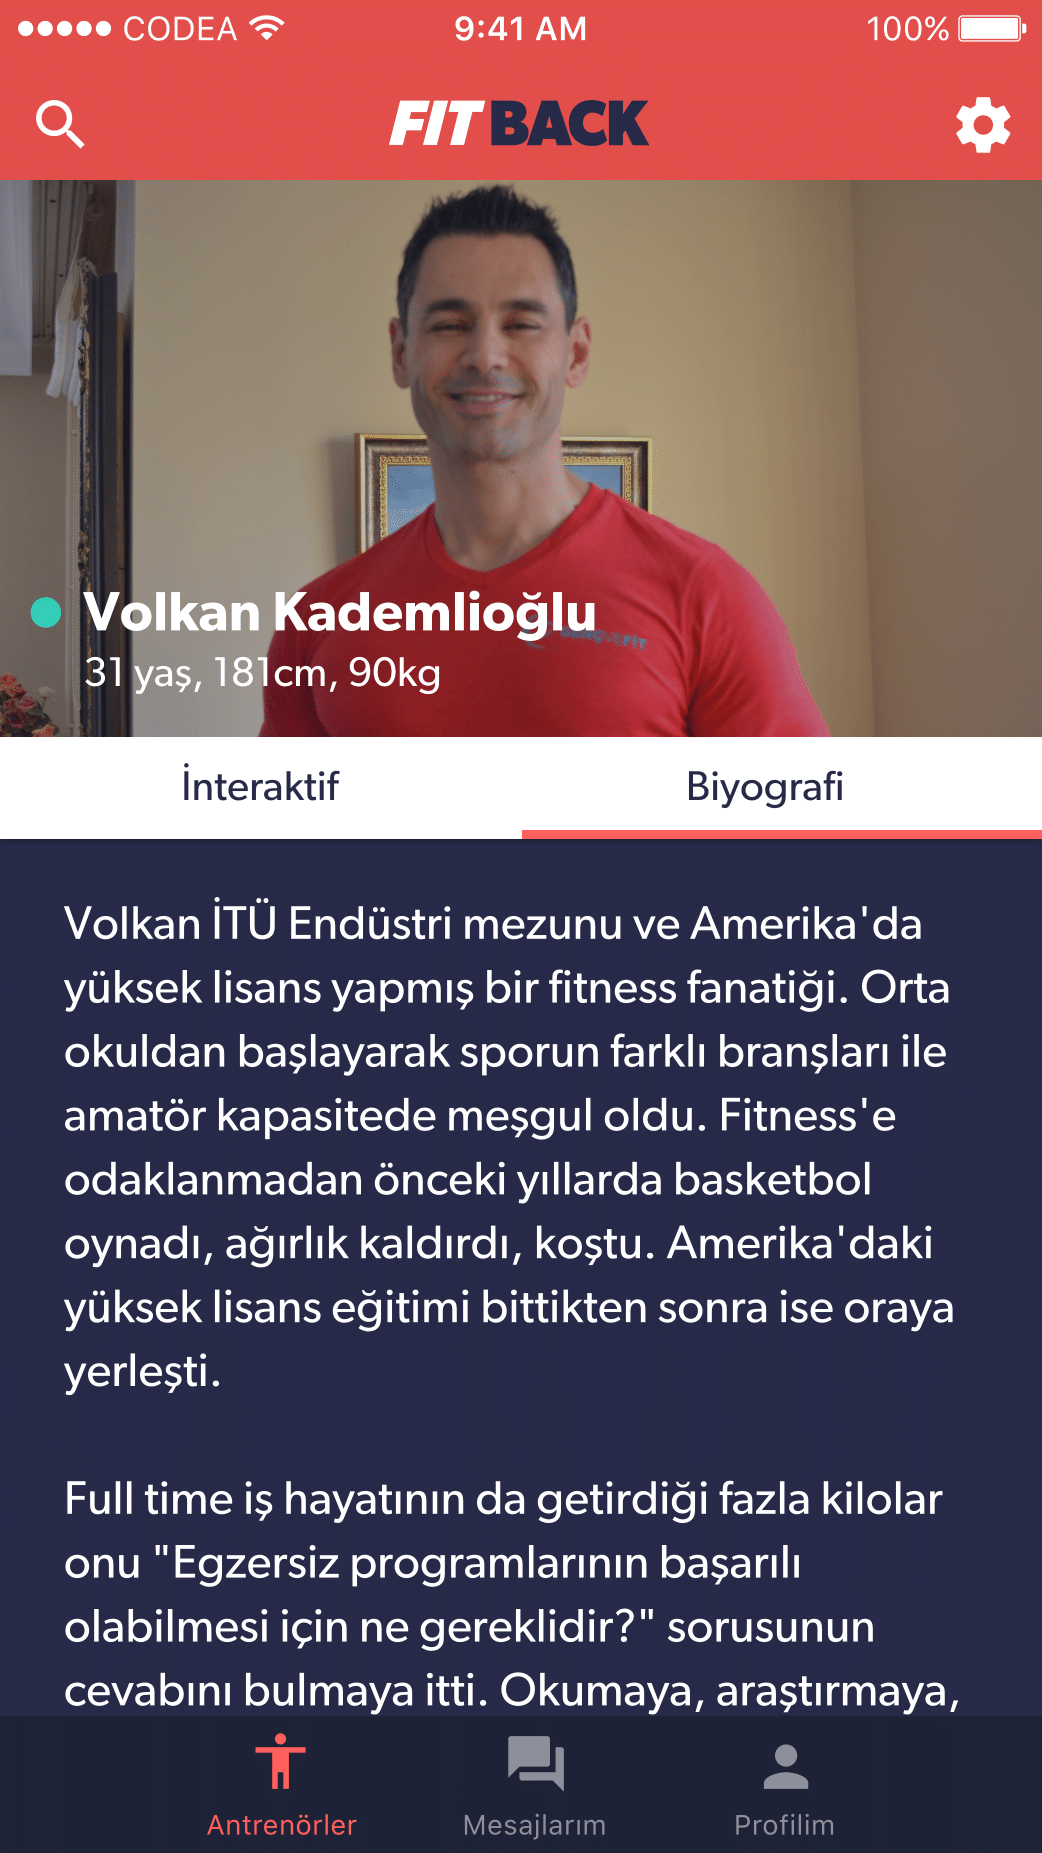 CODEA
9:41 AM
100%
FITBACK
Volkan Kademlioğlu
31 yaş, 181cm, 90kg
İnteraktif
Biyografi
Volkan İTÜ Endüstri mezunu ve Amerika'da
yüksek lisans yapmış bir fitness fanatiği. Orta
okuldan başlayarak sporun farklı branşları ile
amatör kapasitede meşgul oldu. Fitness'e
odaklanmadan önceki yıllarda basketbol
oynadı, ağırlık kaldırdı, koştu. Amerika'daki
yüksek lisans eğitimi bittikten sonra ise oraya
yerleşti.
Full time iş hayatının da getirdiği fazla kilolar
onu "Egzersiz programlarının başarılı
olabilmesi için ne gereklidir?" sorusunun
cevabını bulmaya itti. Okumaya, araştırmaya,
Antrenörler
Mesajlarım
Profilim